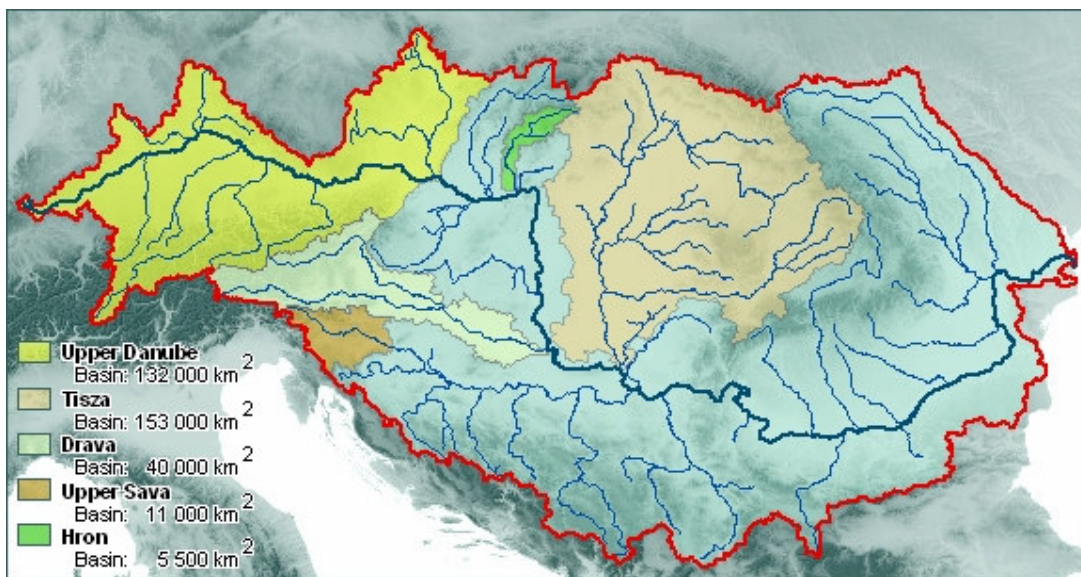 Upper Danube
Basin: 132 000 km²
Tisza
Basin: 153 000 km²
Drava
Basin: 40 000 km²
Upper Sava
Basin: 11 000 km²
Hron
Basin: 5 500 km²